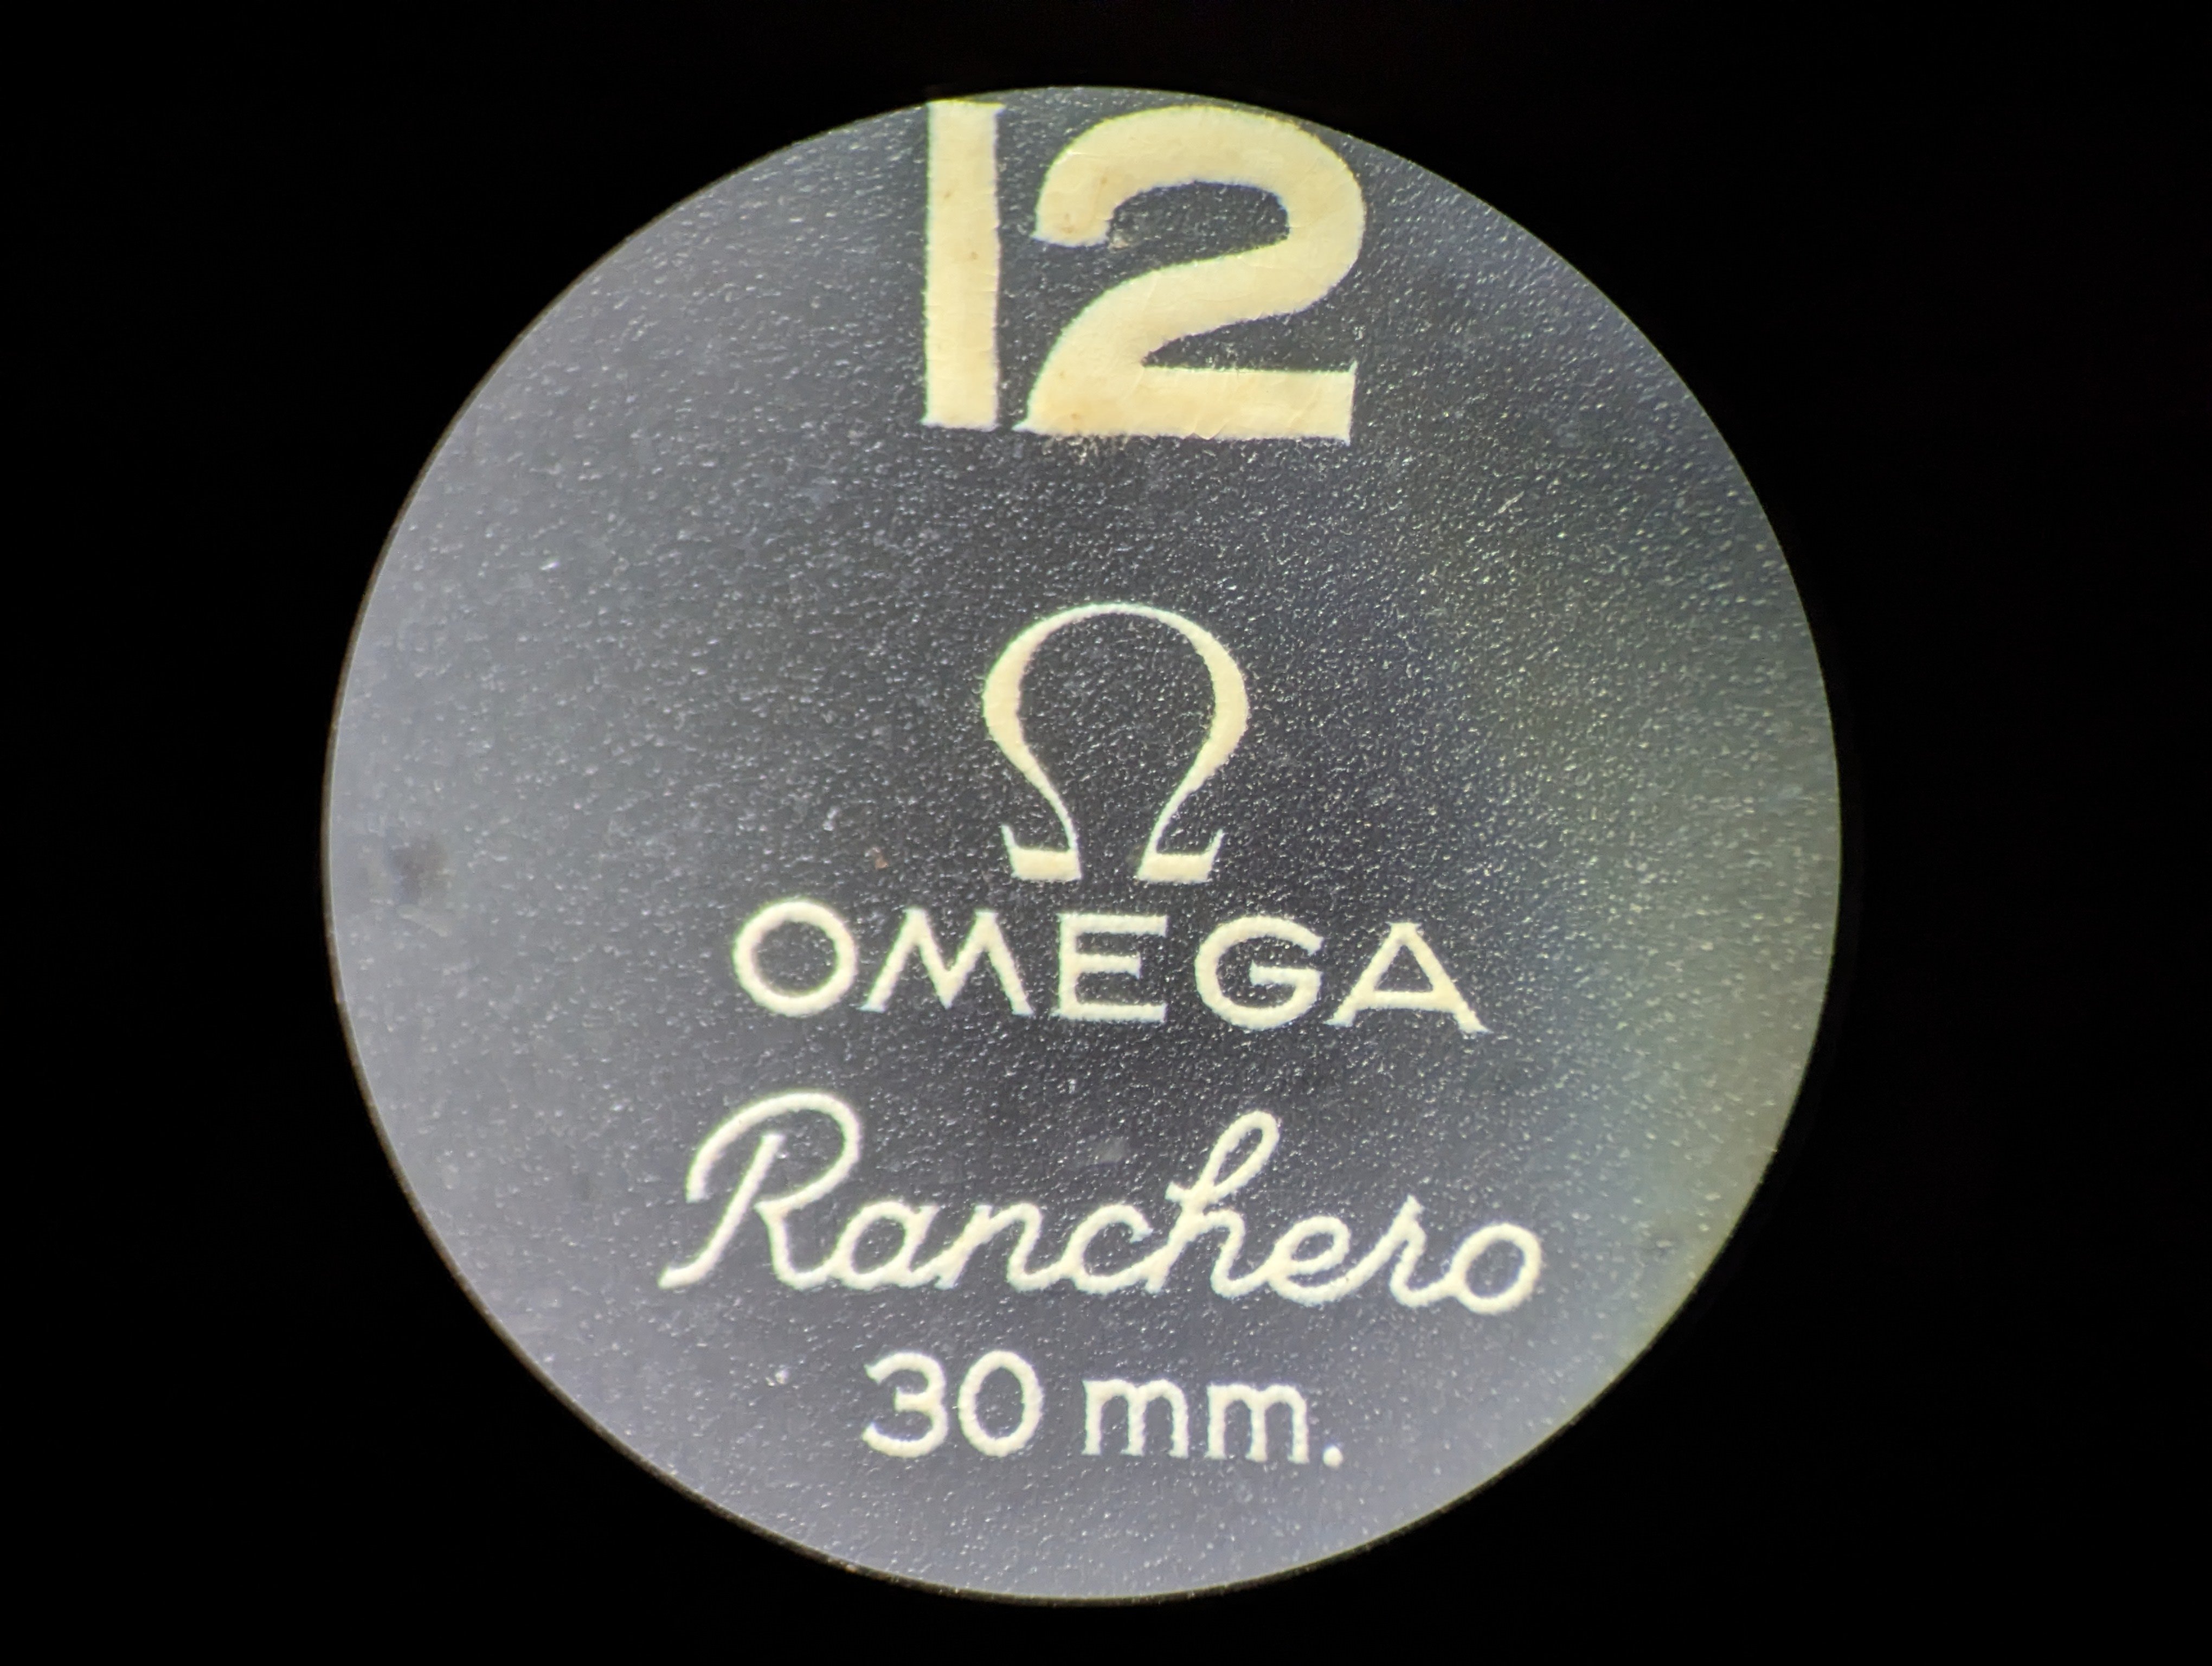 12
Ω
OMEGA
Ranchero
30 mm.